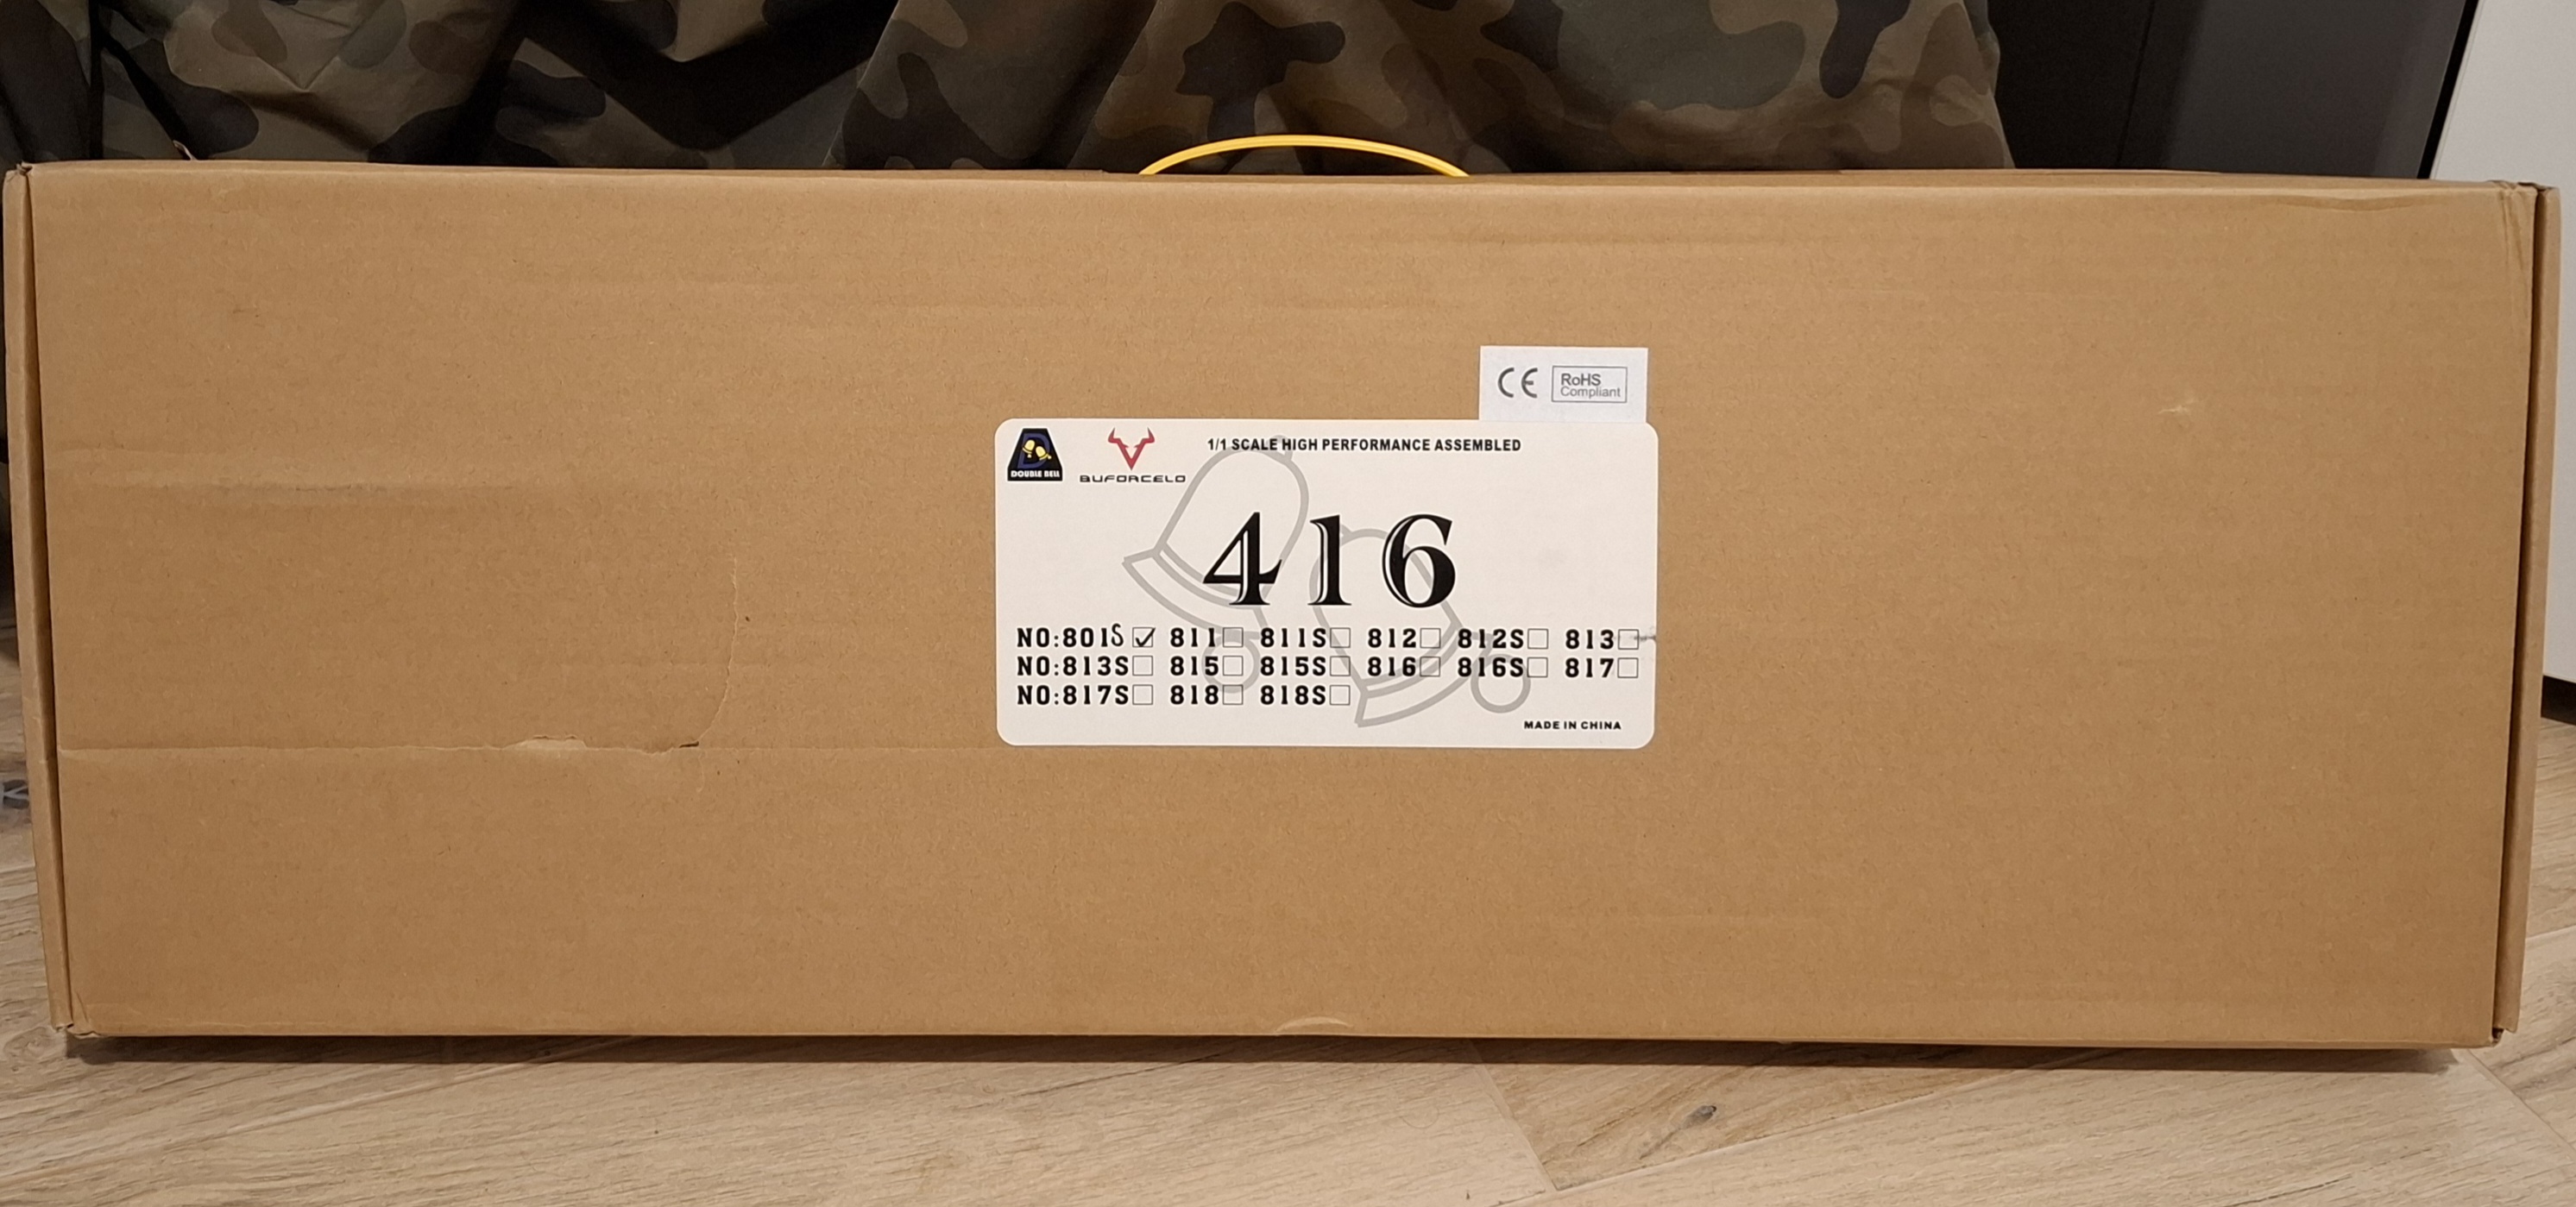 CE RoHS
Compliant
DOUBLE BELL
BUFORCELO
1/1 SCALE HIGH PERFORMANCE ASSEMBLED
416
NO:801S 811 811S 812 812S 813
NO:813S 815 815S 816 816S 817
NO:817S 818 818S
MADE IN CHINA